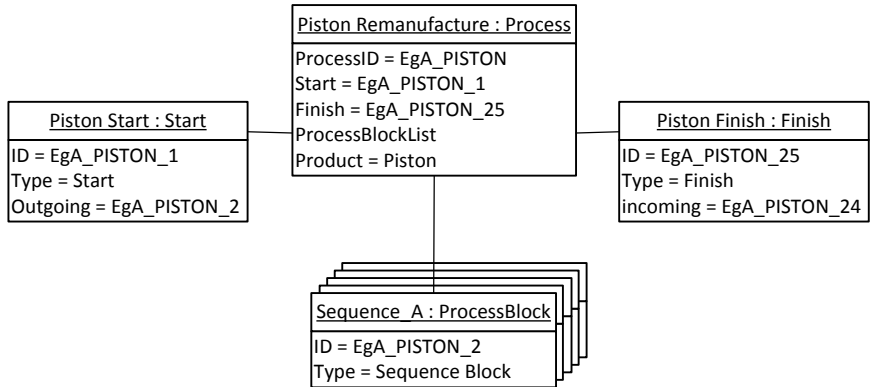 Piston Remanufacture : Process
ProcessID = EgA_PISTON
Start = EgA_PISTON_1
Finish = EgA_PISTON_25
ProcessBlockList
Product = Piston
Piston Start : Start
ID = EgA_PISTON_1
Type = Start
Outgoing = EgA_PISTON_2
Piston Finish : Finish
ID = EgA_PISTON_25
Type = Finish
incoming = EgA_PISTON_24
Sequence_A : ProcessBlock
ID = EgA_PISTON_2
Type = Sequence Block